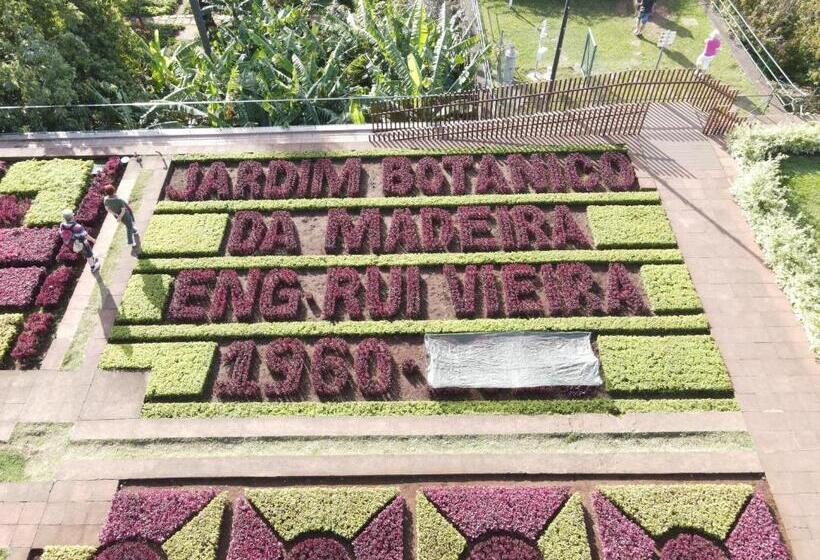 JARDIM BOTANICO
DA MADEIRA
ENG. RUI VIEIRA
1960 -